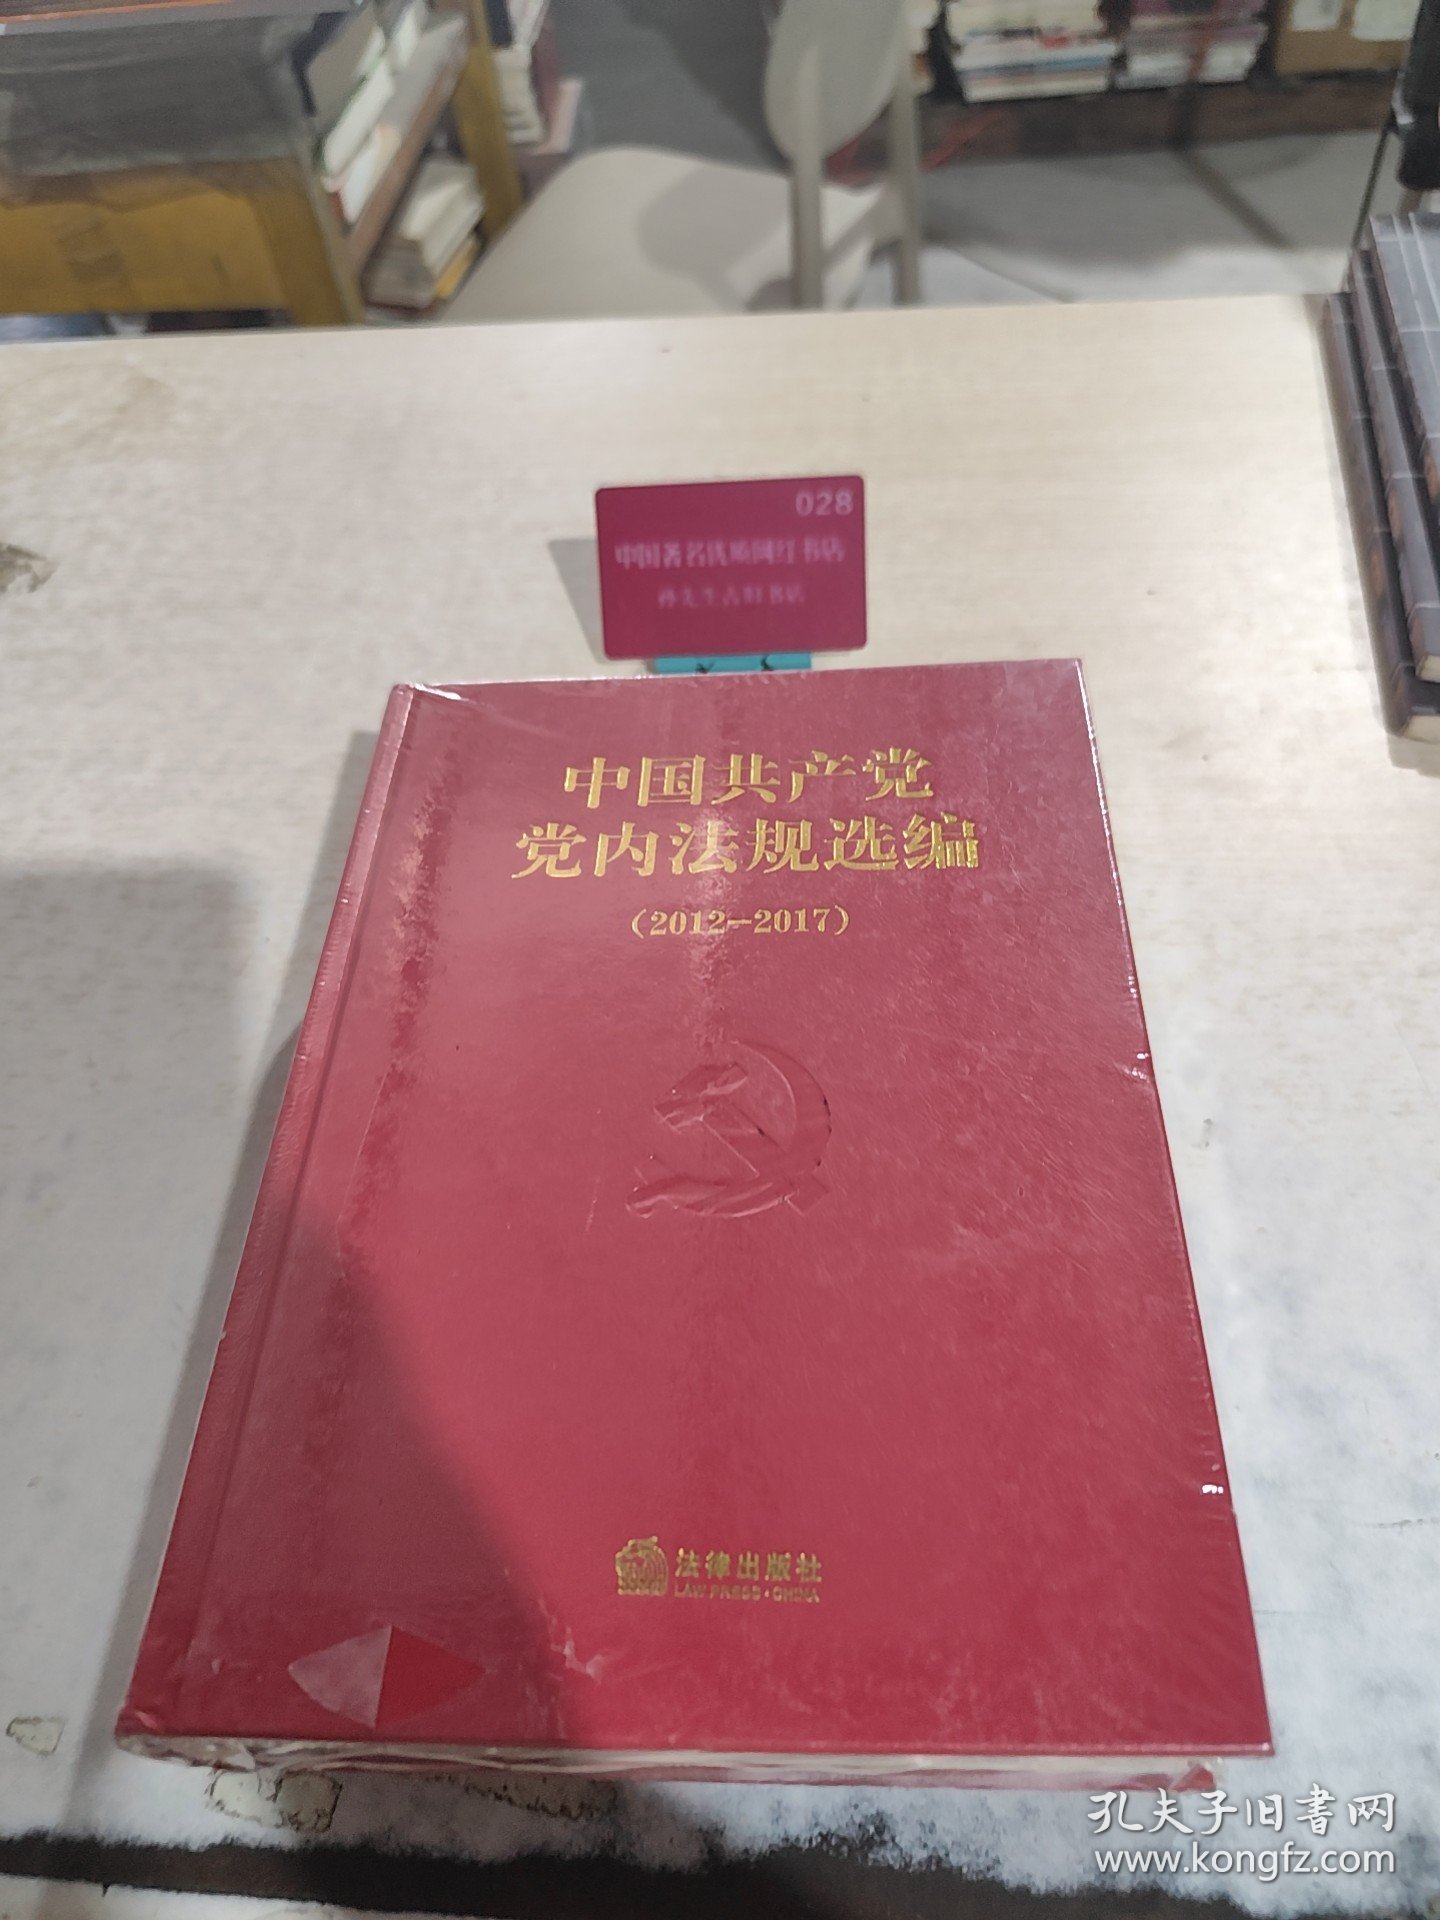 028
中国著名优质网红书店
中国共产党
党内法规选编
(2012-2017)
法律出版社
LAW PRESS·CHINA
孔夫子旧书网
www.kongfz.com